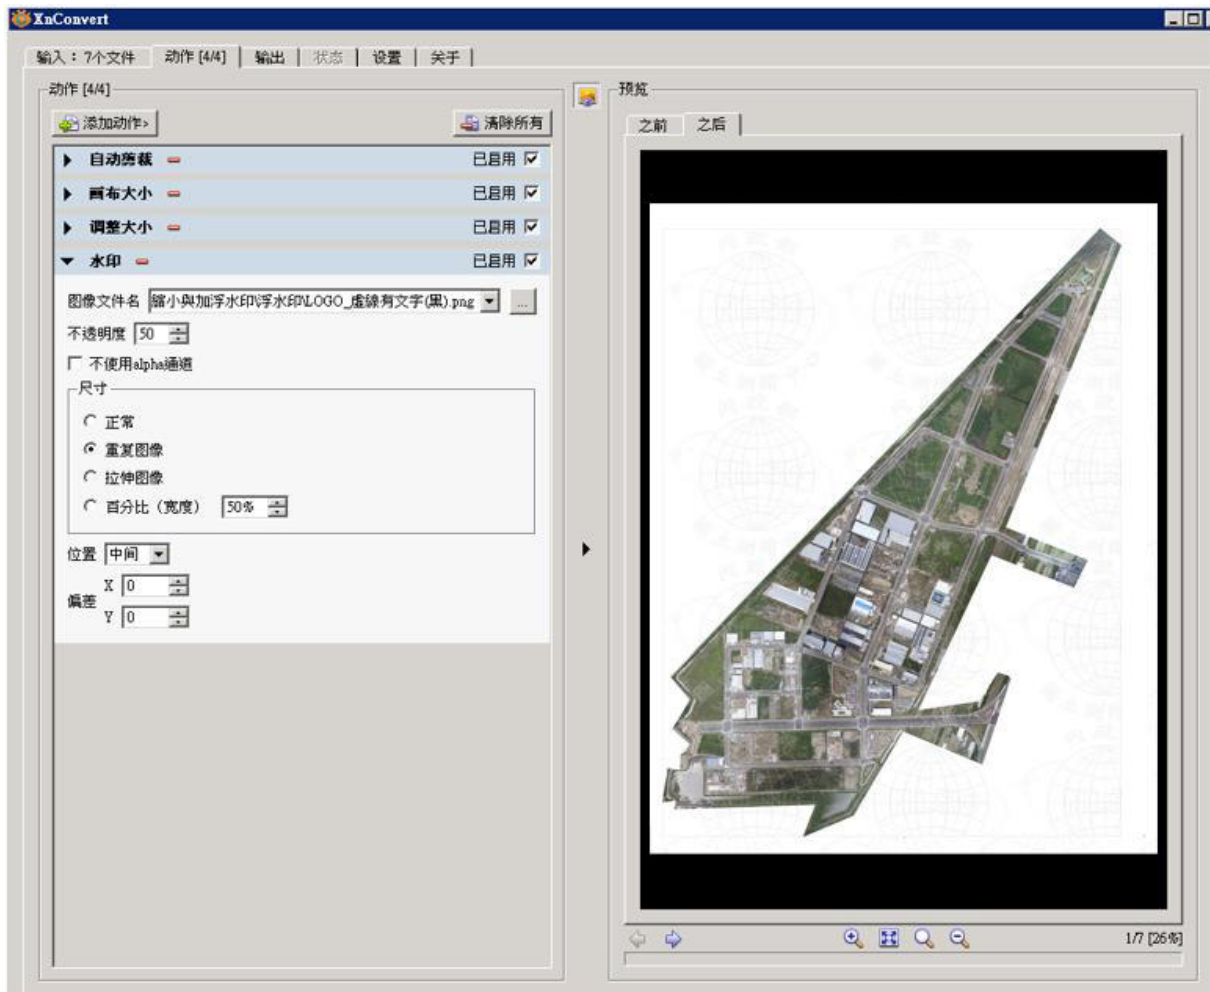 XnConvert
输入：7个文件 动作 [4/4] 输出 状态 设置 关于
动作 [4/4]
添加动作> 清除所有
自动剪裁 已启用
画布大小 已启用
调整大小 已启用
水印 已启用
图像文件名 縮小與加浮水印\浮水印\LOGO_虛線有文字(黑).png ...
不透明度 50
不使用alpha通道
尺寸
正常
重复图像
拉伸图像
百分比（宽度） 50%
位置 中间
偏差
X 0
Y 0
预览
之前 之后
1/7 [26%]